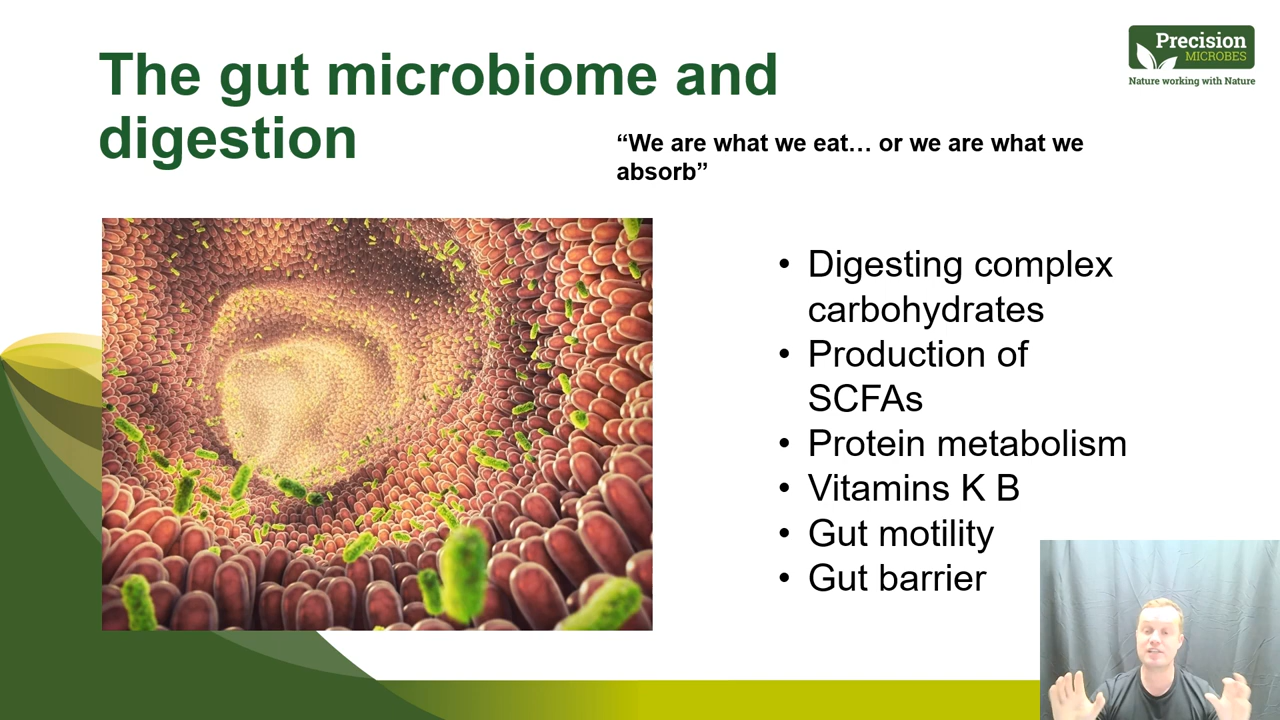 The gut microbiome and
digestion
Precision
MICROBES
Nature working with Nature
“We are what we eat… or we are what we
absorb”
• Digesting complex
carbohydrates
• Production of
SCFAs
• Protein metabolism
• Vitamins K B
• Gut motility
• Gut barrier